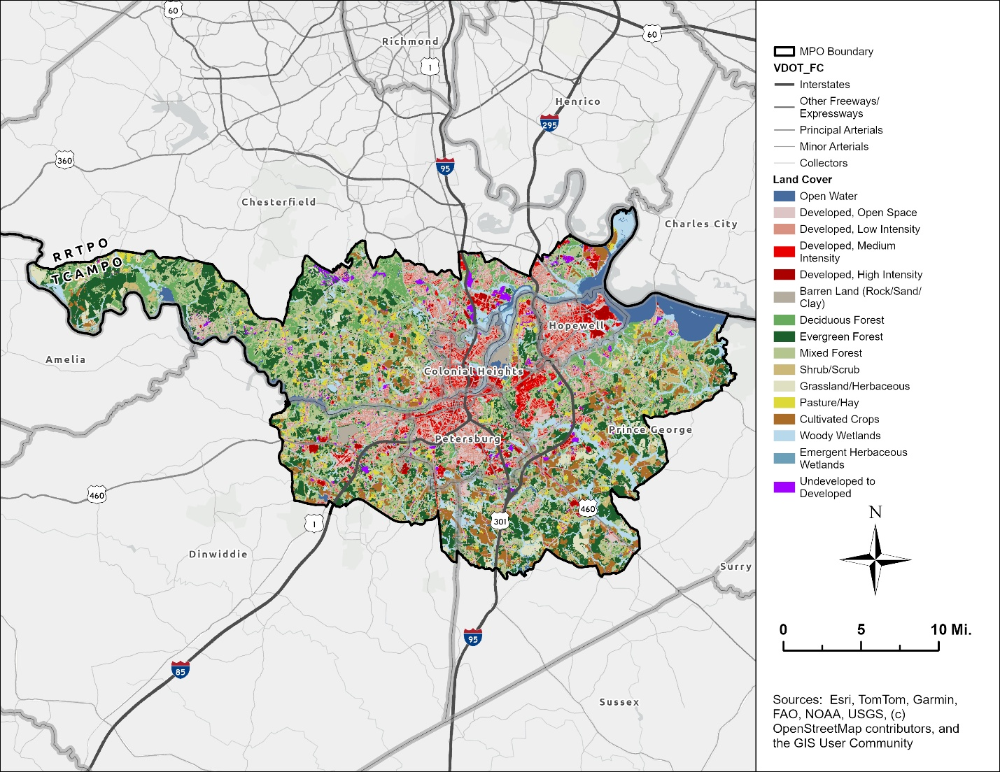 60
Richmond
1
60
Henrico
295
360
95
Chesterfield
Charles City
RRTPO
TCAMPO
Hopewell
Amelia
Colonial Heights
Prince George
Petersburg
460
1
301
460
Dinwiddie
Surry
95
85
Sussex
MPO Boundary
VDOT_FC
Interstates
Other Freeways/
Expressways
Principal Arterials
Minor Arterials
Collectors
Land Cover
Open Water
Developed, Open Space
Developed, Low Intensity
Developed, Medium
Intensity
Developed, High Intensity
Barren Land (Rock/Sand/
Clay)
Deciduous Forest
Evergreen Forest
Mixed Forest
Shrub/Scrub
Grassland/Herbaceous
Pasture/Hay
Cultivated Crops
Woody Wetlands
Emergent Herbaceous
Wetlands
Undeveloped to
Developed
N
0 5 10 Mi.
Sources: Esri, TomTom, Garmin,
FAO, NOAA, USGS, (c)
OpenStreetMap contributors, and
the GIS User Community